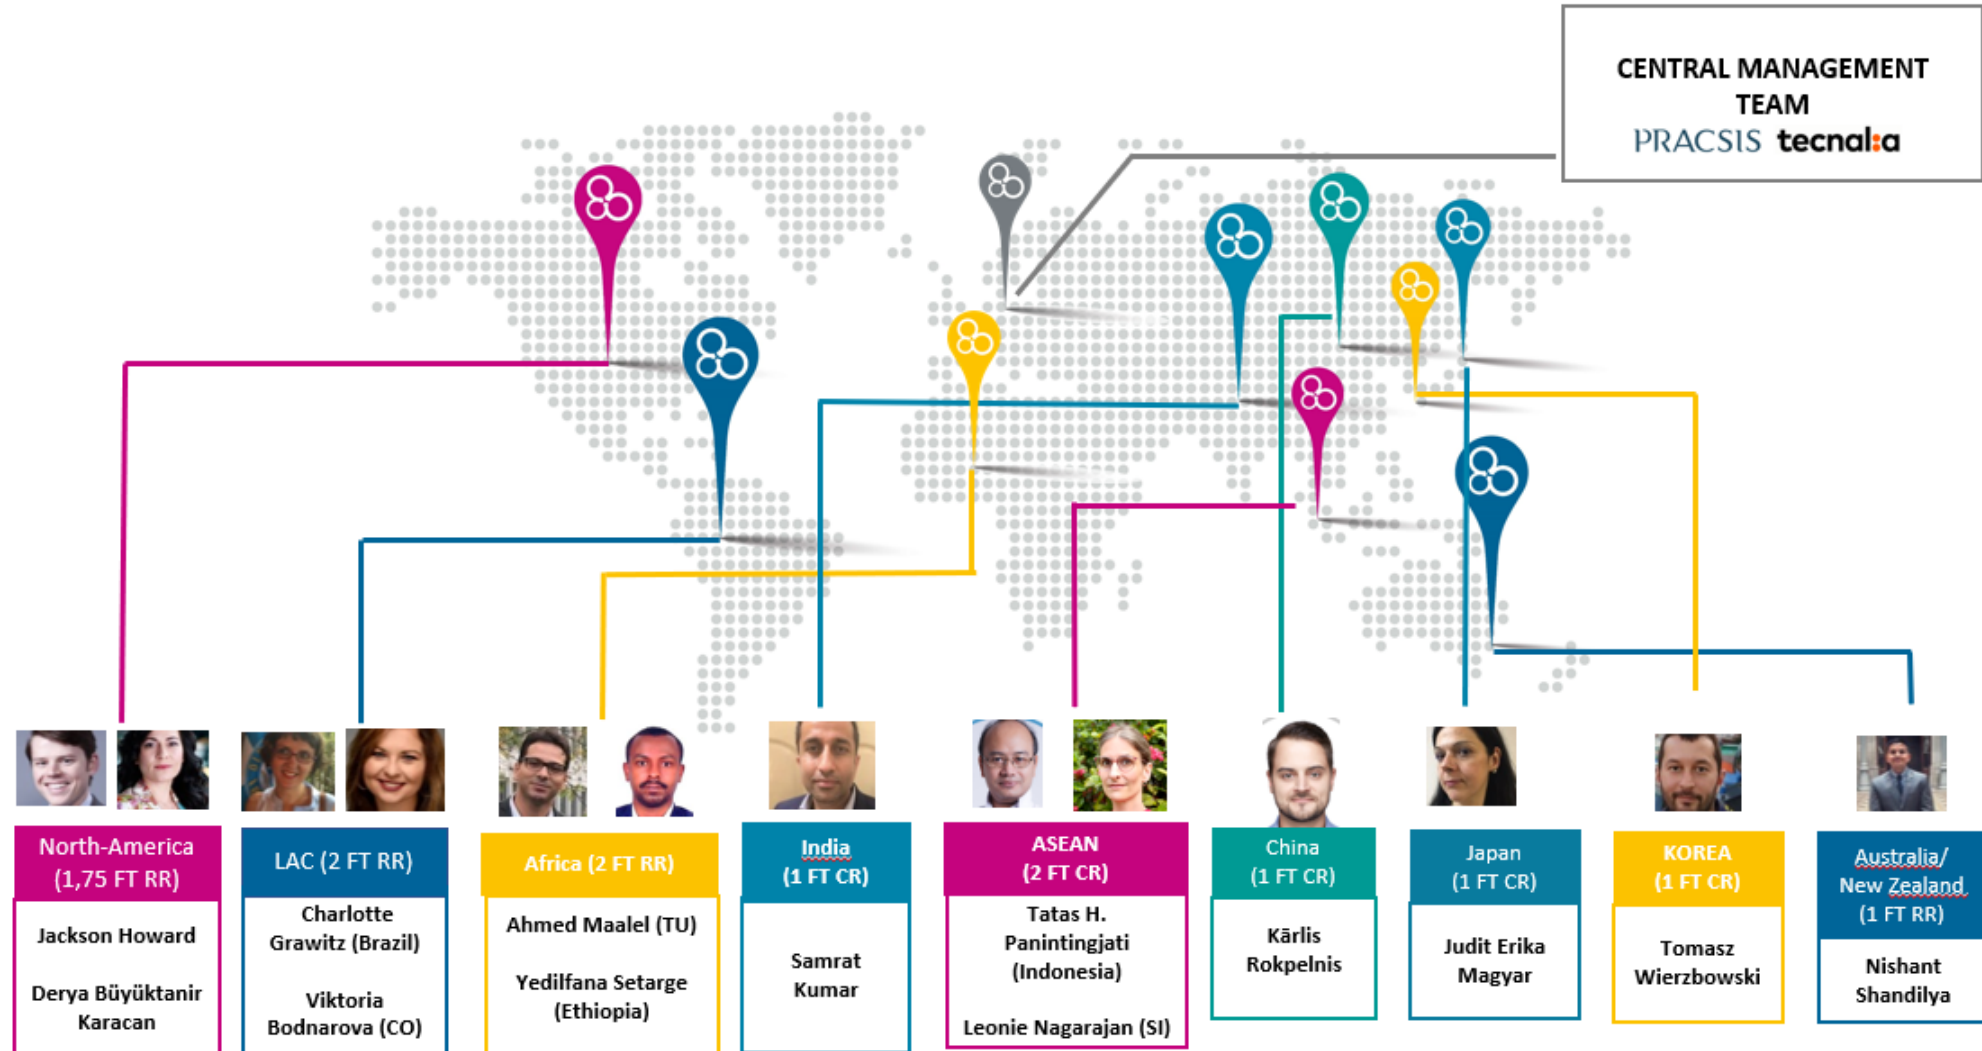 CENTRAL MANAGEMENT
TEAM
PRACSIS tecnal:a
North-America
(1,75 FT RR)
Jackson Howard
Derya Büyüktanir
Karacan
LAC (2 FT RR)
Charlotte
Grawitz (Brazil)
Viktoria
Bodnarova (CO)
Africa (2 FT RR)
Ahmed Maalel (TU)
Yedilfana Setarge
(Ethiopia)
India
(1 FT CR)
Samrat
Kumar
ASEAN
(2 FT CR)
Tatas H.
Panintingjati
(Indonesia)
Leonie Nagarajan (SI)
China
(1 FT CR)
Kārlis
Rokpelnis
Japan
(1 FT CR)
Judit Erika
Magyar
KOREA
(1 FT CR)
Tomasz
Wierzbowski
Australia/
New Zealand
(1 FT RR)
Nishant
Shandilya